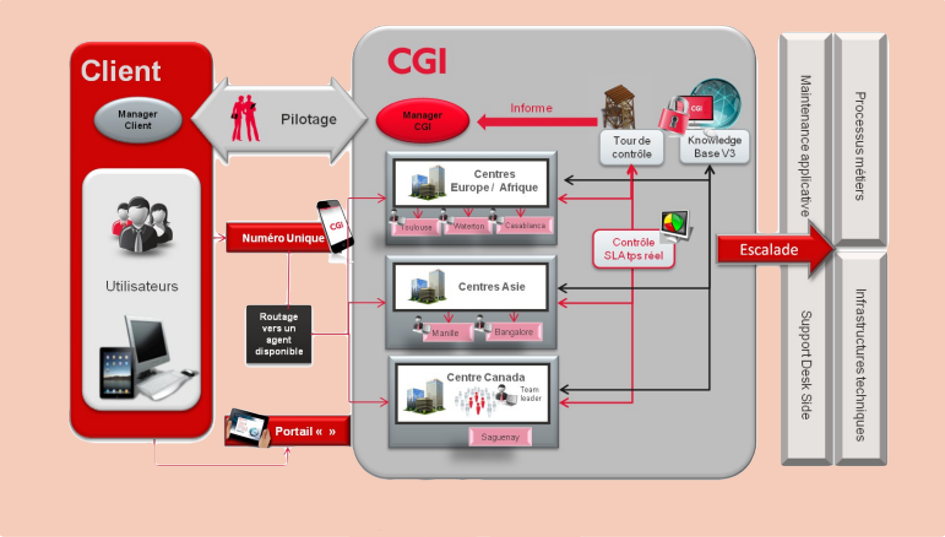 Client
Manager
Client
Utilisateurs
Pilotage
Numéro Unique
CGI
Routage
vers un
agent
disponible
Portail « »
CGI
Manager
CGI
Informe
Tour de
contrôle
CGI
Knowledge
Base V3
Centres
Europe / Afrique
Toulouse
Waterton
Casablanca
Contrôle
SLA tps réel
Centres Asie
Manille
Bangalore
Centre Canada
Team
leader
Saguenay
Escalade
Maintenance applicative
Processus métiers
Support Desk Side
Infrastructures techniques